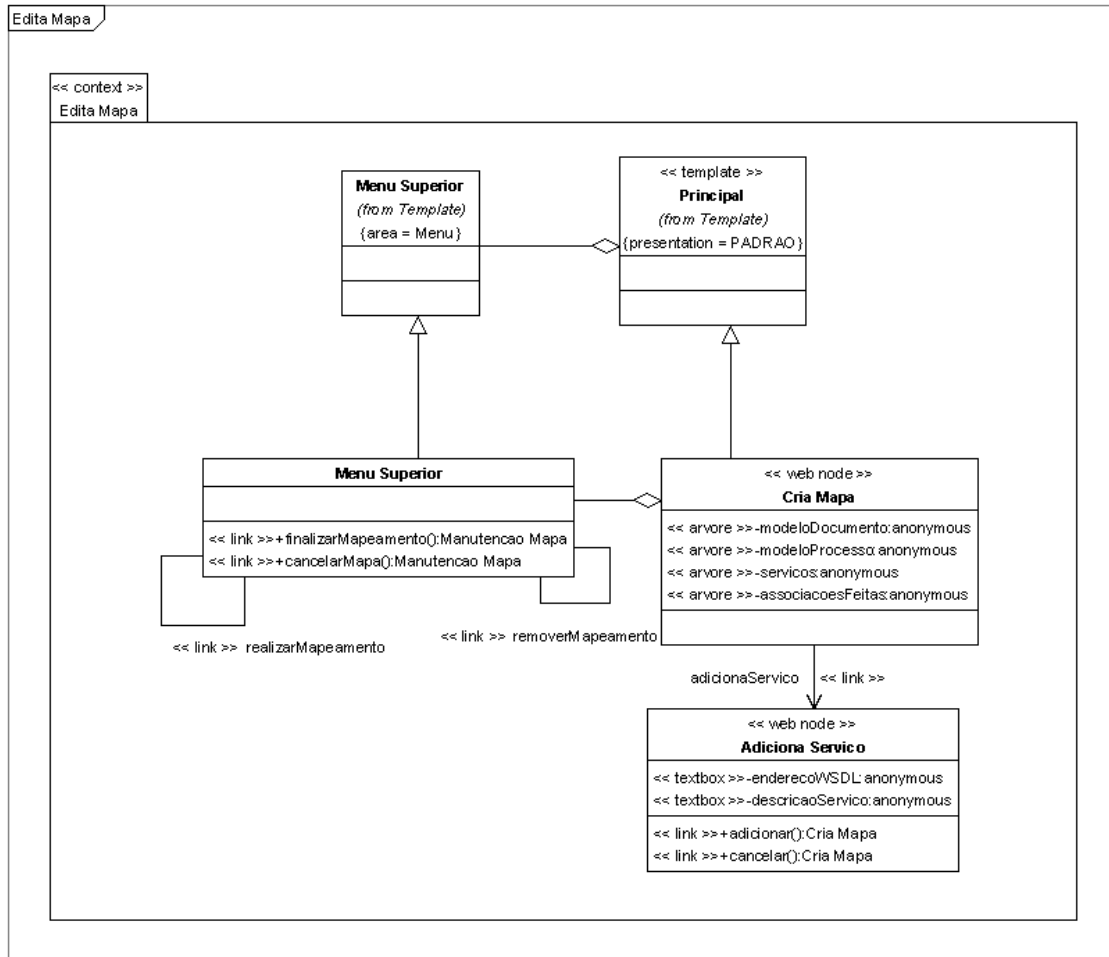 Edita Mapa
<< context >>
Edita Mapa
Menu Superior
(from Template)
{area = Menu}
<< template >>
Principal
(from Template)
{presentation = PADRAO}
Menu Superior
<< link >>+finalizarMapeamento():Manutencao Mapa
<< link >>+cancelarMapa():Manutencao Mapa
<< link >> realizarMapeamento
<< link >> removerMapeamento
<< web node >>
Cria Mapa
<< arvore >>-modeloDocumento:anonymous
<< arvore >>-modeloProcesso:anonymous
<< arvore >>-servicos:anonymous
<< arvore >>-associacoesFeitas:anonymous
adicionaServico << link >>
<< web node >>
Adiciona Servico
<< textbox >>-enderecoWSDL:anonymous
<< textbox >>-descricaoServico:anonymous
<< link >>+adicionar():Cria Mapa
<< link >>+cancelar():Cria Mapa